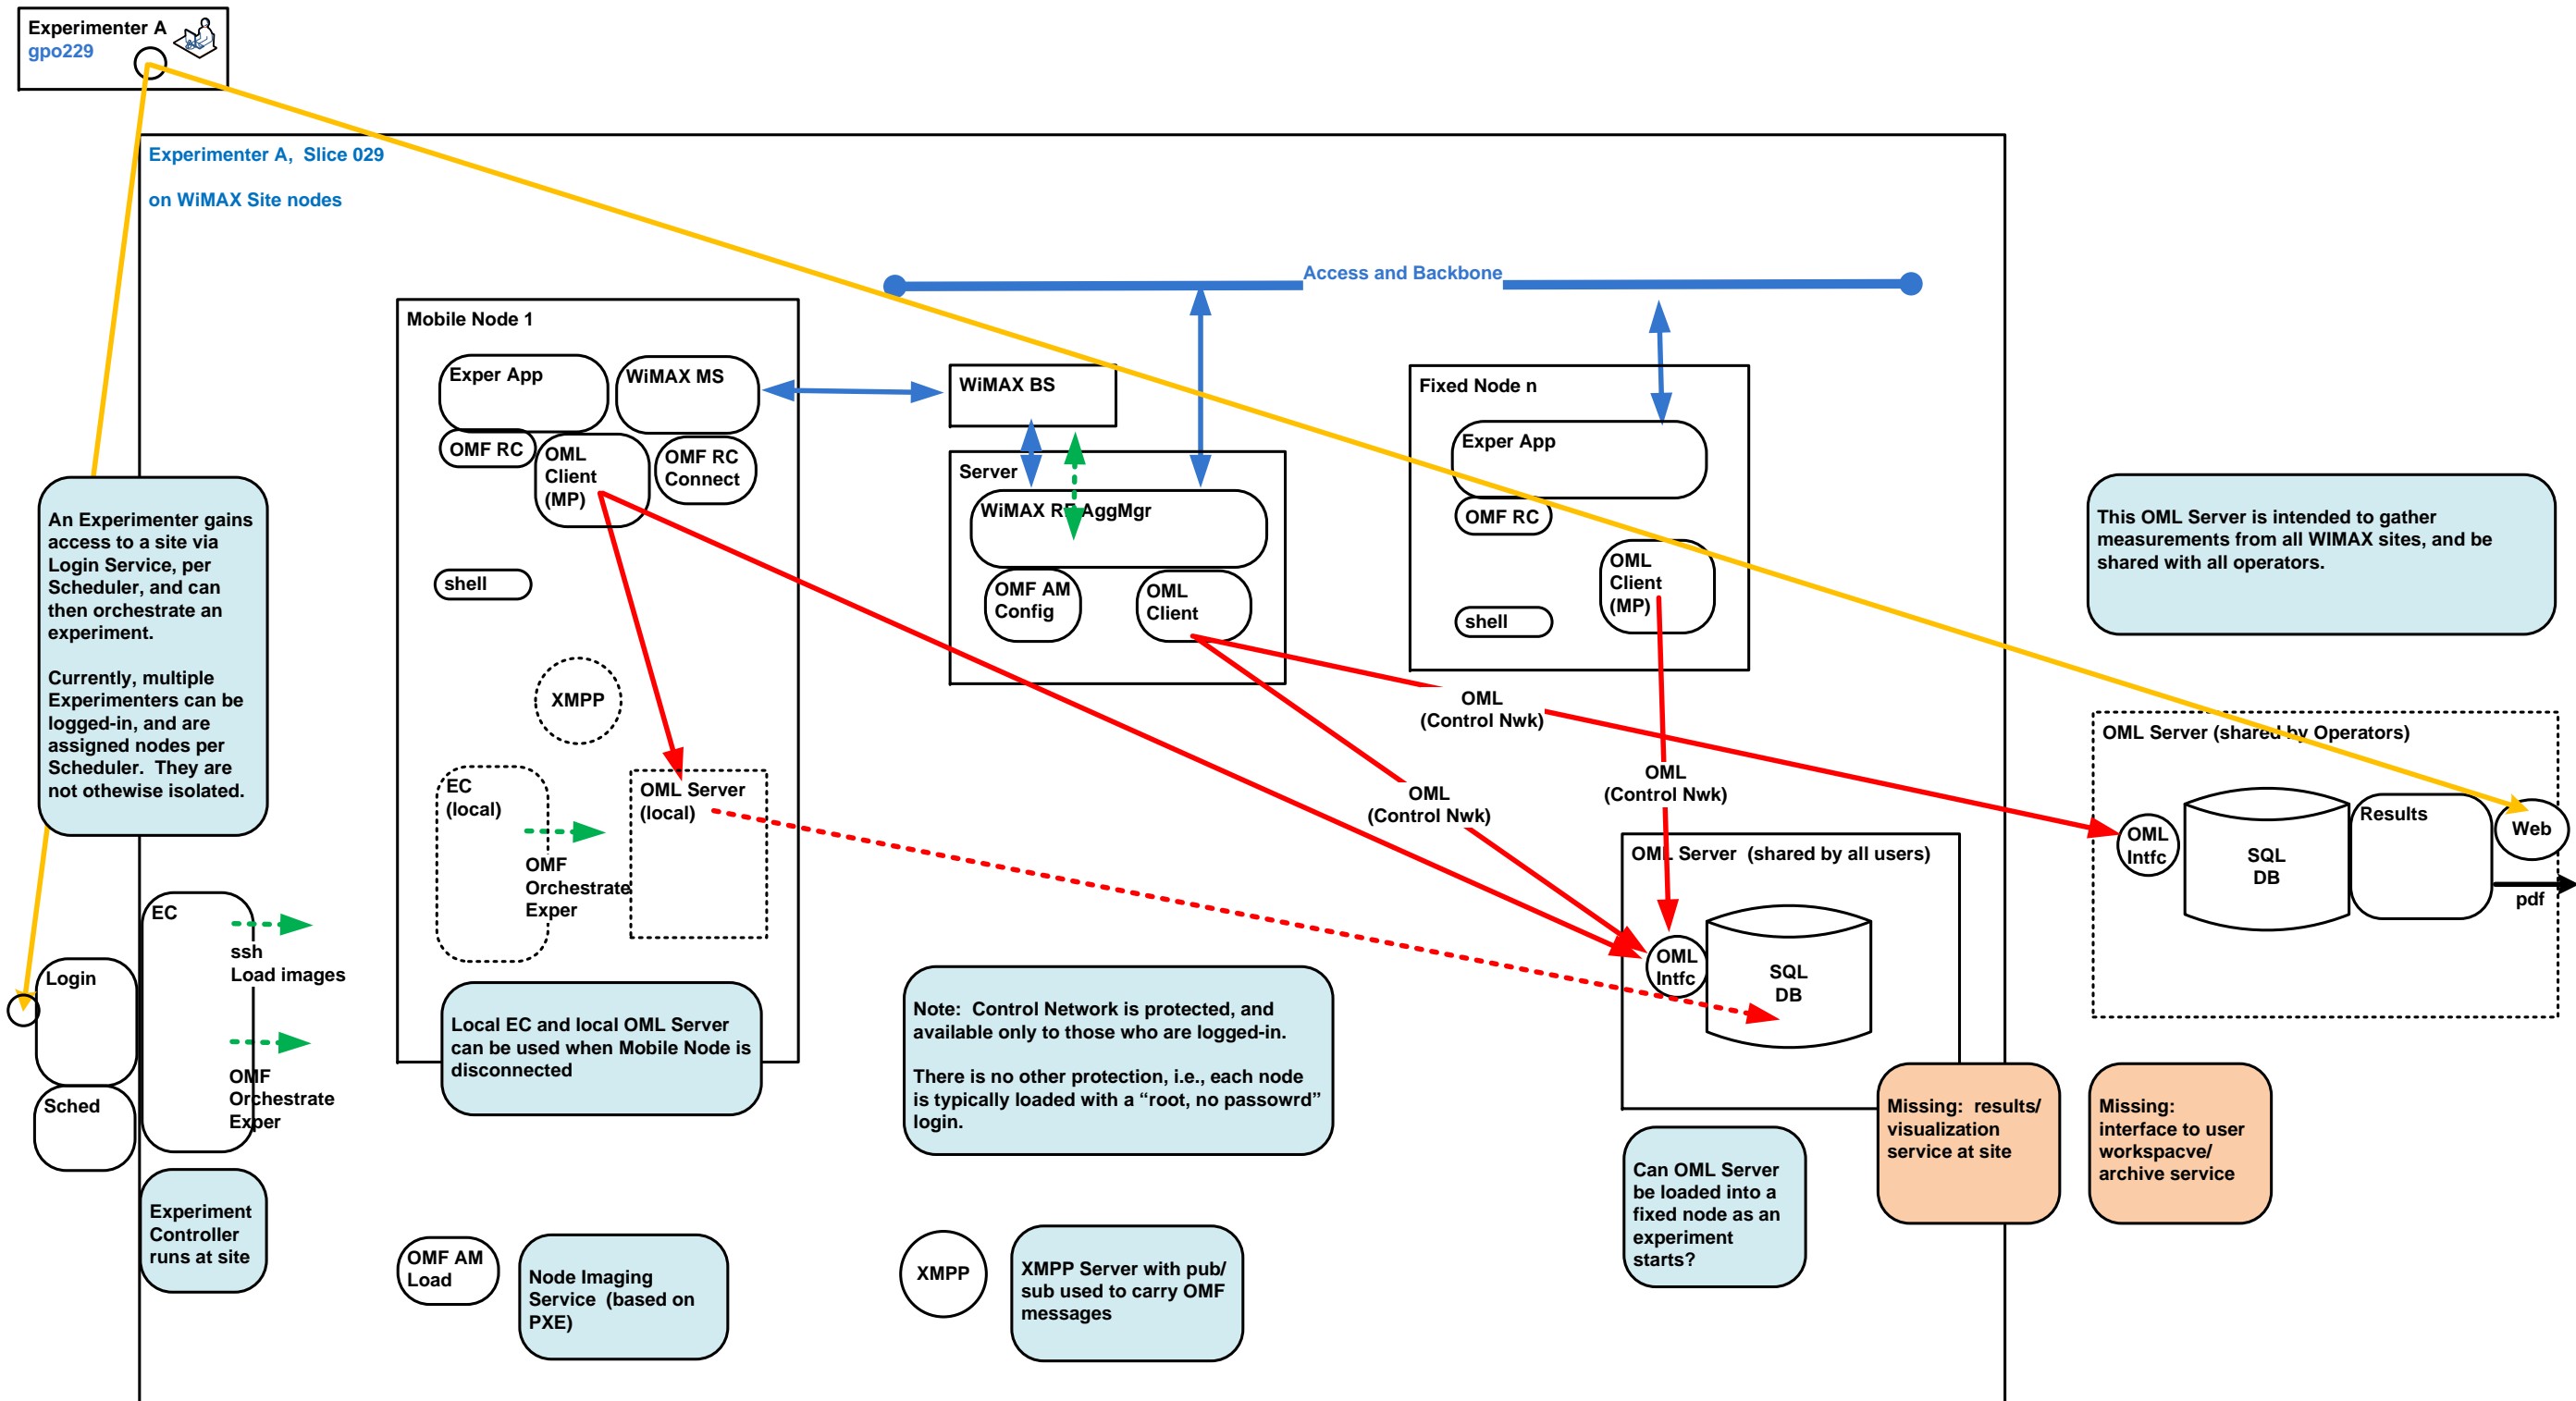 Experimenter A
gpo229
Experimenter A,  Slice 029
on WiMAX Site nodes
Access and Backbone
Mobile Node 1
Exper App
WiMAX MS
OMF RC
OML
Client
(MP)
OMF RC
Connect
shell
XMPP
EC
(local)
OML Server
(local)
OMF
Orchestrate
Exper
Local EC and local OML Server
can be used when Mobile Node is
disconnected
WiMAX BS
Server
WiMAX RF AggMgr
OMF AM
Config
OML
Client
Fixed Node n
Exper App
OMF RC
OML
Client
(MP)
shell
An Experimenter gains
access to a site via
Login Service, per
Scheduler, and can
then orchestrate an
experiment.
Currently, multiple
Experimenters can be
logged-in, and are
assigned nodes per
Scheduler.  They are
not othewise isolated.
EC
ssh
Load images
Login
OMF
Orchestrate
Exper
Sched
Experiment
Controller
runs at site
OML
(Control Nwk)
OML
(Control Nwk)
OML
(Control Nwk)
This OML Server is intended to gather
measurements from all WIMAX sites, and be
shared with all operators.
OML Server (shared by Operators)
OML
Intfc
SQL
DB
Results
Web
pdf
OML Server  (shared by all users)
OML
Intfc
SQL
DB
Note:  Control Network is protected, and
available only to those who are logged-in.
There is no other protection, i.e., each node
is typically loaded with a “root, no passowrd”
login.
Missing:  results/
visualization
service at site
Missing:
interface to user
workspacve/
archive service
Can OML Server
be loaded into a
fixed node as an
experiment
starts?
OMF AM
Load
Node Imaging
Service  (based on
PXE)
XMPP
XMPP Server with pub/
sub used to carry OMF
messages